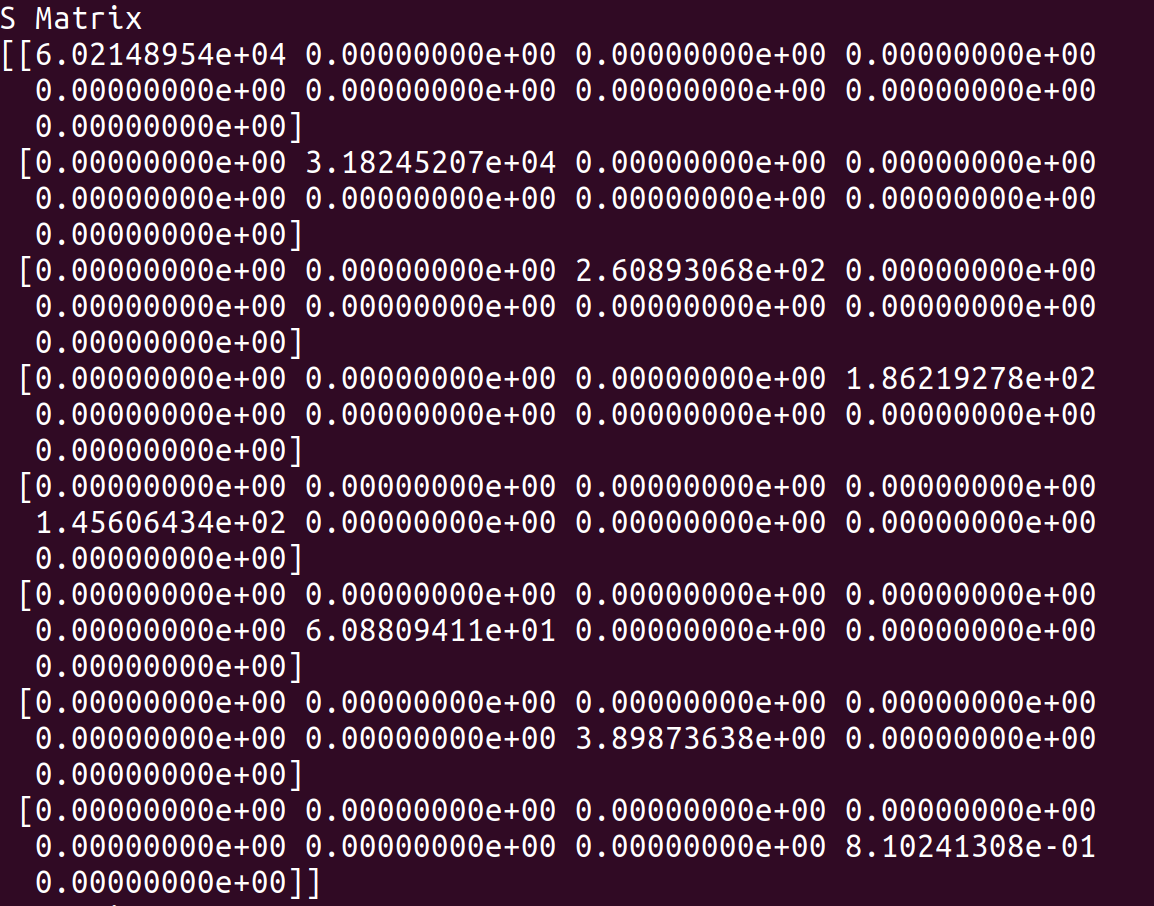 S Matrix
[[6.02148954e+04 0.00000000e+00 0.00000000e+00 0.00000000e+00
0.00000000e+00 0.00000000e+00 0.00000000e+00 0.00000000e+00
0.00000000e+00]
[0.00000000e+00 3.18245207e+04 0.00000000e+00 0.00000000e+00
0.00000000e+00 0.00000000e+00 0.00000000e+00 0.00000000e+00
0.00000000e+00]
[0.00000000e+00 0.00000000e+00 2.60893068e+02 0.00000000e+00
0.00000000e+00 0.00000000e+00 0.00000000e+00 0.00000000e+00
0.00000000e+00]
[0.00000000e+00 0.00000000e+00 0.00000000e+00 1.86219278e+02
0.00000000e+00 0.00000000e+00 0.00000000e+00 0.00000000e+00
0.00000000e+00]
[0.00000000e+00 0.00000000e+00 0.00000000e+00 0.00000000e+00
1.45606434e+02 0.00000000e+00 0.00000000e+00 0.00000000e+00
0.00000000e+00]
[0.00000000e+00 0.00000000e+00 0.00000000e+00 0.00000000e+00
0.00000000e+00 6.08809411e+01 0.00000000e+00 0.00000000e+00
0.00000000e+00]
[0.00000000e+00 0.00000000e+00 0.00000000e+00 0.00000000e+00
0.00000000e+00 0.00000000e+00 3.89873638e+00 0.00000000e+00
0.00000000e+00]
[0.00000000e+00 0.00000000e+00 0.00000000e+00 0.00000000e+00
0.00000000e+00 0.00000000e+00 0.00000000e+00 8.10241308e-01
0.00000000e+00]]